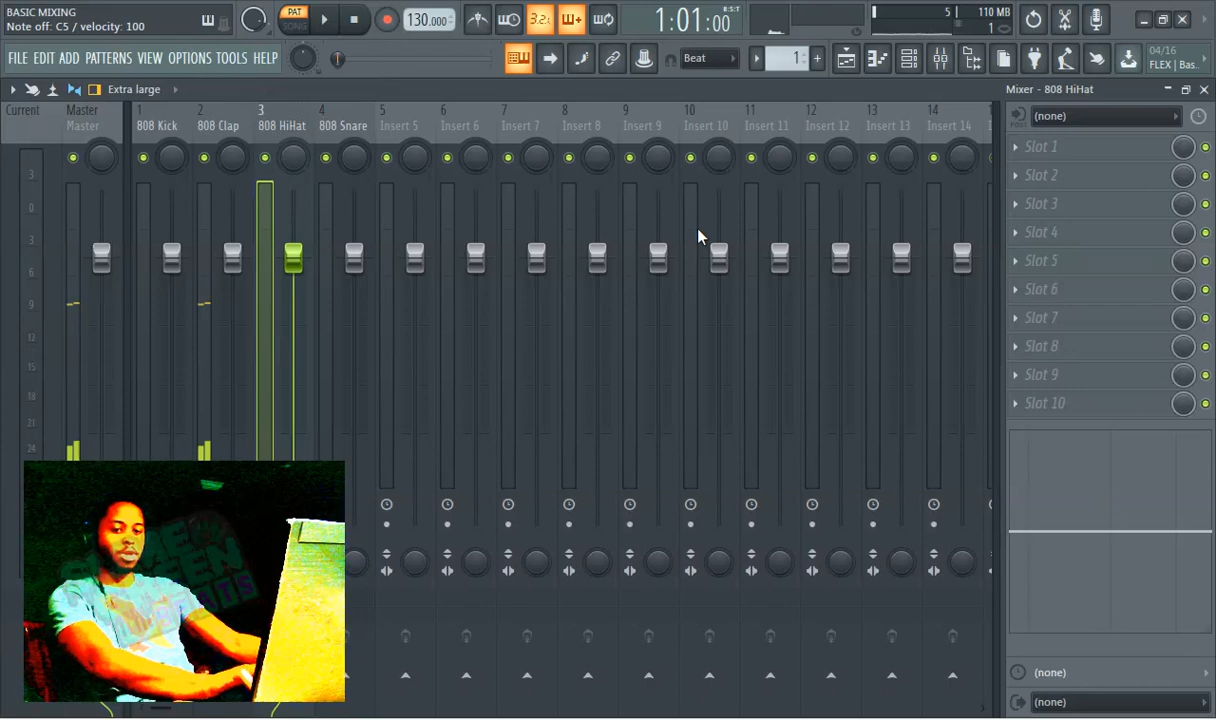 BASIC MIXING
Note off: C5 / velocity: 100
PAT
SONG
130.000
3.2
1:01:00
B:S:T
5
110 MB
1
FILE EDIT ADD PATTERNS VIEW OPTIONS TOOLS HELP
Beat
1
04/16
FLEX | Bas..
Extra large
Mixer - 808 HiHat
Current
Master
1
2
3
4
5
6
7
8
9
10
11
12
13
14
1
Master
808 Kick
808 Clap
808 HiHat
808 Snare
Insert 5
Insert 6
Insert 7
Insert 8
Insert 9
Insert 10
Insert 11
Insert 12
Insert 13
Insert 14
POST
(none)
Slot 1
Slot 2
Slot 3
Slot 4
Slot 5
Slot 6
Slot 7
Slot 8
Slot 9
Slot 10
3
0
3
6
9
12
15
18
21
24
(none)
(none)